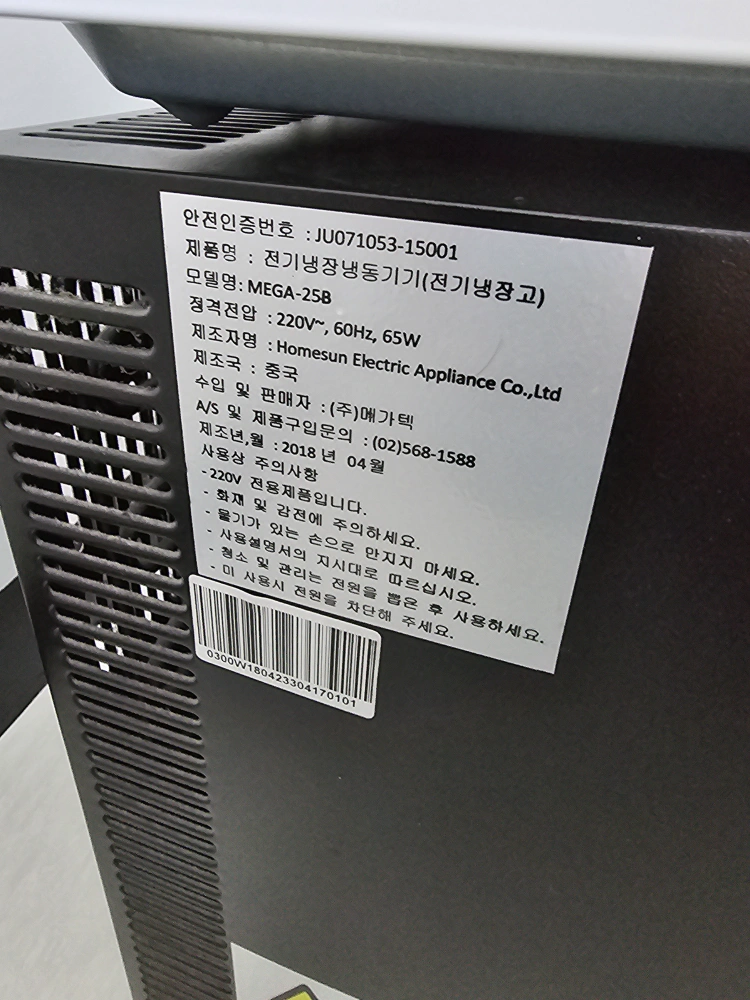 안전인증번호 : JU071053-15001
제품명 : 전기냉장냉동기기(전기냉장고)
모델명: MEGA-25B
정격전압 : 220V~, 60Hz, 65W
제조자명 : Homesun Electric Appliance Co.,Ltd
제조국 : 중국
수입 및 판매자 : (주)메가텍
A/S 및 제품구입문의 : (02)568-1588
제조년,월 : 2018 년 04월
사용상 주의사항
-220V 전용제품입니다.
- 화재 및 감전에 주의하세요.
- 물기가 있는 손으로 만지지 마세요.
- 사용설명서의 지시대로 따르십시오.
- 청소 및 관리는 전원을 뽑은 후 사용하세요.
- 미 사용시 전원을 차단해 주세요.
0300W180423304170101